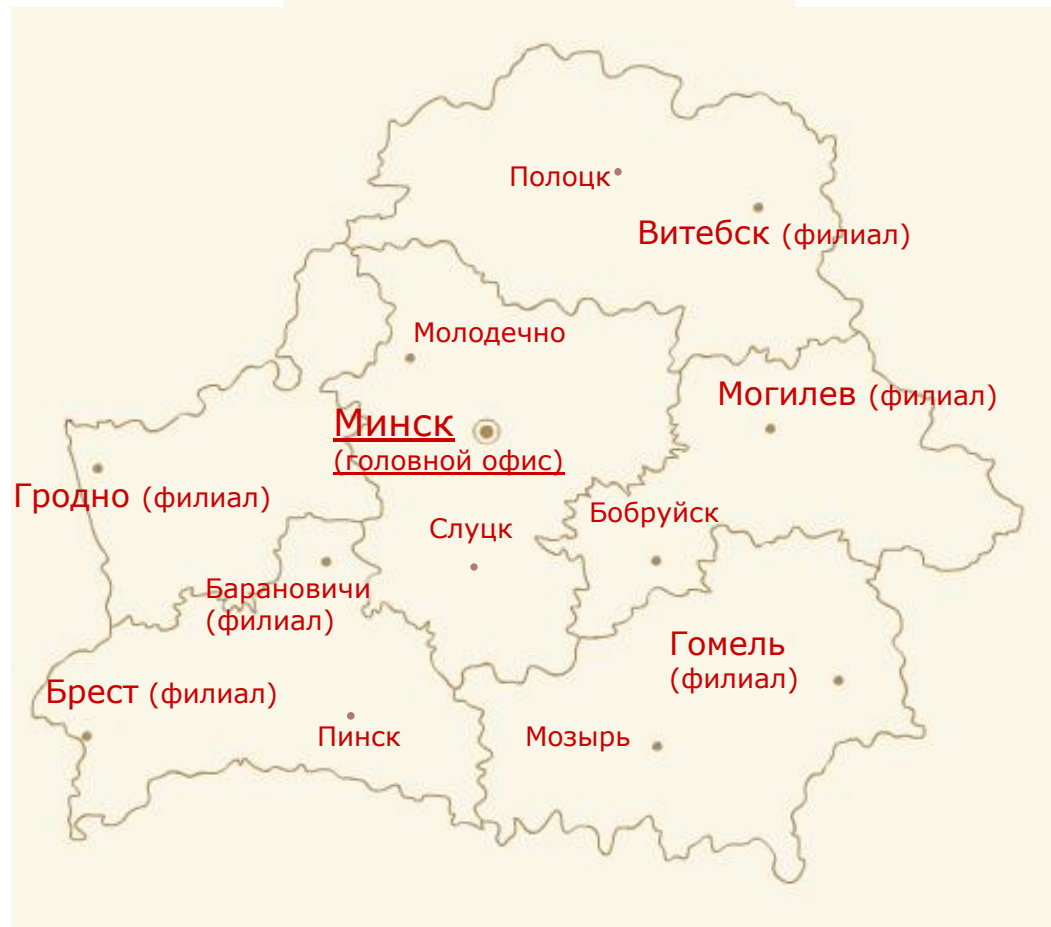 Полоцк
Витебск (филиал)
Молодечно
Могилев (филиал)
Минск
(головной офис)
Гродно (филиал)
Бобруйск
Слуцк
Барановичи
(филиал)
Гомель
(филиал)
Брест (филиал)
Пинск
Мозырь